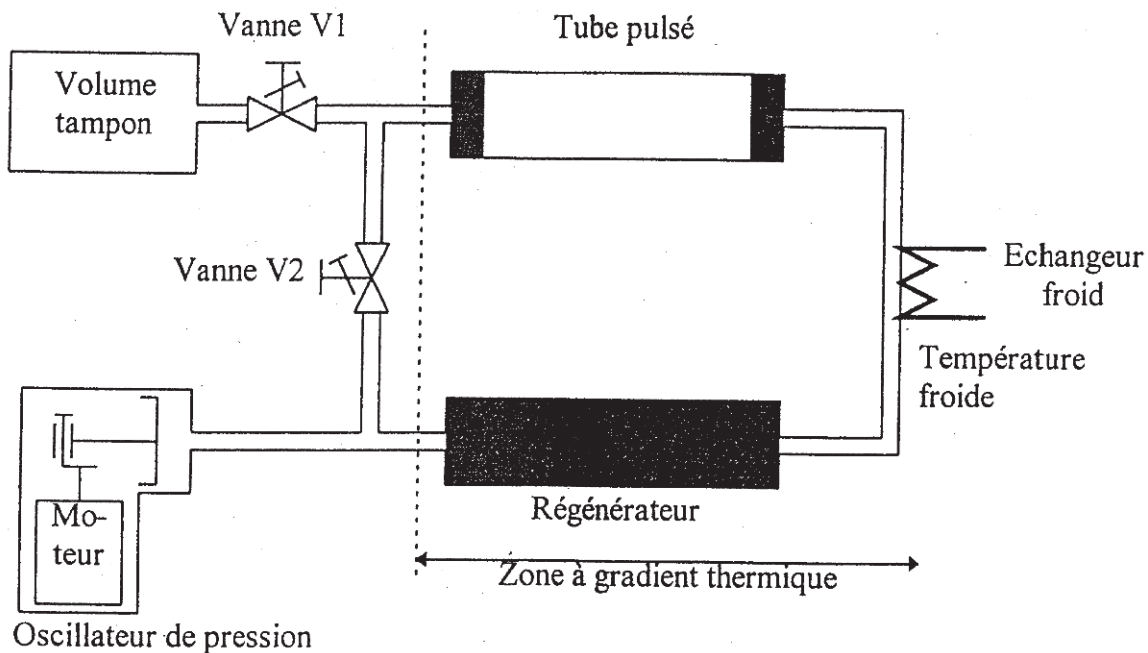 Vanne V1
Tube pulsé
Volume
tampon
Vanne V2
Echangeur
froid
Température
froide
Régénérateur
Mo-
teur
Zone à gradient thermique
Oscillateur de pression